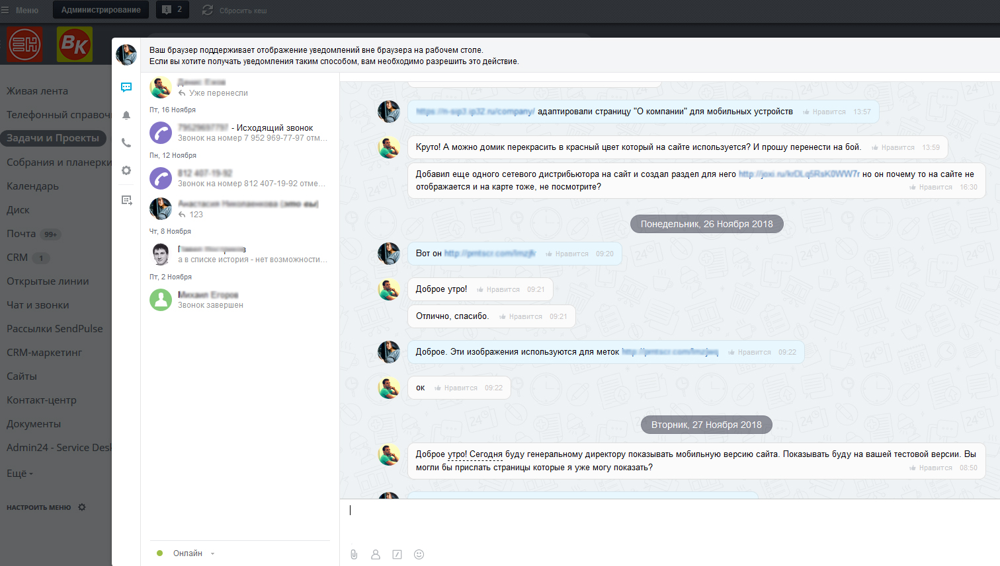 Меню
Администрирование
2
Сбросить кеш
ВК
Живая лента
Телефонный справоч
Задачи и Проекты
Собрания и планерки
Календарь
Диск
Почта 99+
CRM 1
Открытые линии
Чат и звонки
Рассылки SendPulse
CRM-маркетинг
Сайты
Контакт-центр
Документы
Admin24 - Service Desk
Ещё
НАСТРОИТЬ МЕНЮ
Ваш браузер поддерживает отображение уведомлений вне браузера на рабочем столе.
Если вы хотите получать уведомления таким способом, вам необходимо разрешить это действие.
Уже перенесли
Пт, 16 Ноября
- Исходящий звонок
Звонок на номер 7 952 969-77-97 отм...
Пн, 12 Ноября
812 407-19-92
Звонок на номер 812 407-19-92 отме...
123
Чт, 8 Ноября
а в списке история - нет возможности...
Пт, 2 Ноября
Михаил Егоров
Звонок завершен
Онлайн
адаптировали страницу "О компании" для мобильных устройств Нравится 13:57
Круто! А можно домик перекрасить в красный цвет который на сайте используется? И прошу перенести на бой. Нравится 13:59
Добавил еще одного сетевого дистрибьютора на сайт и создал раздел для него но он почему то на сайте не
отображается и на карте тоже, не посмотрите? Нравится 16:30
Понедельник, 26 Ноября 2018
Вот он Нравится 09:20
Доброе утро! Нравится 09:21
Отлично, спасибо. Нравится 09:21
Доброе. Эти изображения используются для меток Нравится 09:22
ок Нравится 09:22
Вторник, 27 Ноября 2018
Доброе утро! Сегодня буду генеральному директору показывать мобильную версию сайта. Показывать буду на вашей тестовой версии. Вы
могли бы прислать страницы которые я уже могу показать? Нравится 08:50